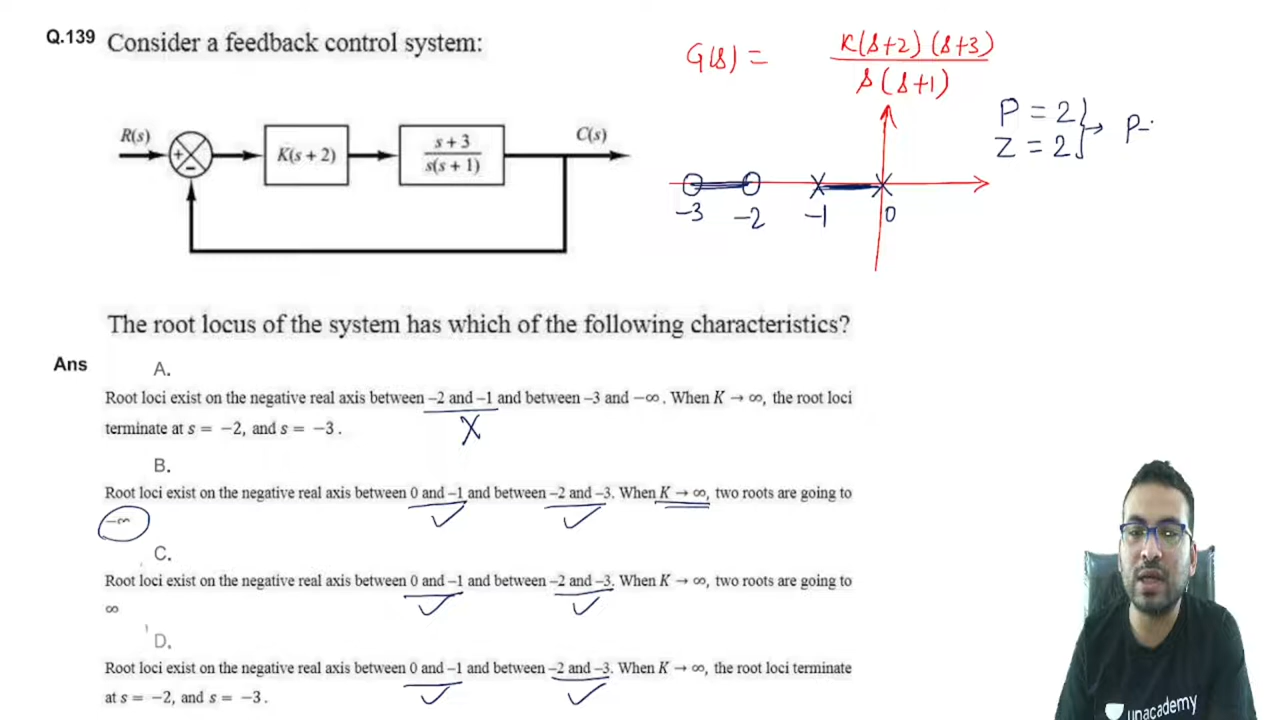 Q.139 Consider a feedback control system:
G(s) = K(s+2)(s+3)
s(s+1)
P = 2
Z = 2
P-
R(s)
+
-
K(s + 2)
s + 3
s(s + 1)
C(s)
-3
-2
-1
0
The root locus of the system has which of the following characteristics?
Ans
A.
Root loci exist on the negative real axis between −2 and −1 and between −3 and −∞. When K → ∞, the root loci
terminate at s = −2, and s = −3.
B.
Root loci exist on the negative real axis between 0 and −1 and between −2 and −3. When K → ∞, two roots are going to
−∞
C.
Root loci exist on the negative real axis between 0 and −1 and between −2 and −3. When K → ∞, two roots are going to
∞
D.
Root loci exist on the negative real axis between 0 and −1 and between −2 and −3. When K → ∞, the root loci terminate
at s = −2, and s = −3.
unacademy